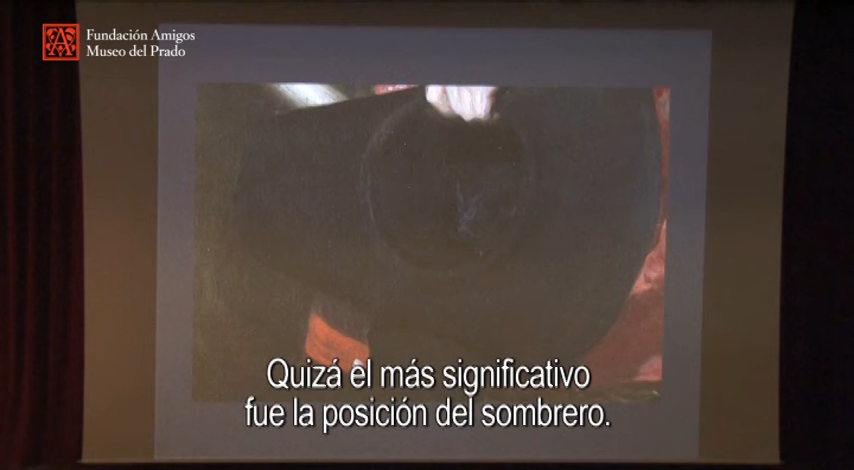 Fundación Amigos
Museo del Prado
Quizá el más significativo
fue la posición del sombrero.